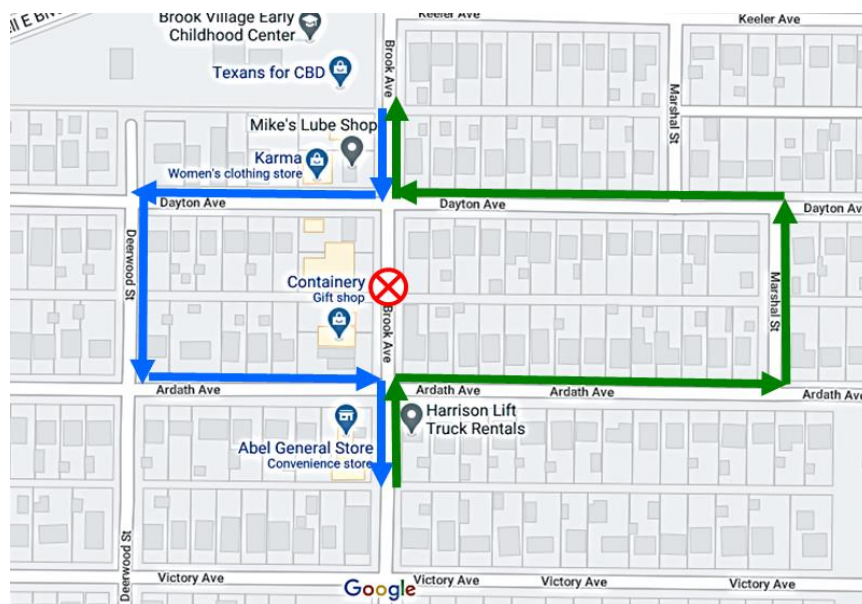 Brook Village Early
Childhood Center
Texans for CBD
Brook Ave
Keeler Ave
Keeler Ave
Marshal St
Mike's Lube Shop
Karma
Women's clothing store
Dayton Ave
Dayton Ave
Dayton Ave
Deerwood St
Containery
Gift shop
Brook Ave
Marshal St
Ardath Ave
Ardath Ave
Ardath Ave
Ardath Ave
Harrison Lift
Truck Rentals
Abel General Store
Convenience store
Deerwood St
Victory Ave
Google
Victory Ave
Victory Ave
Victory Ave